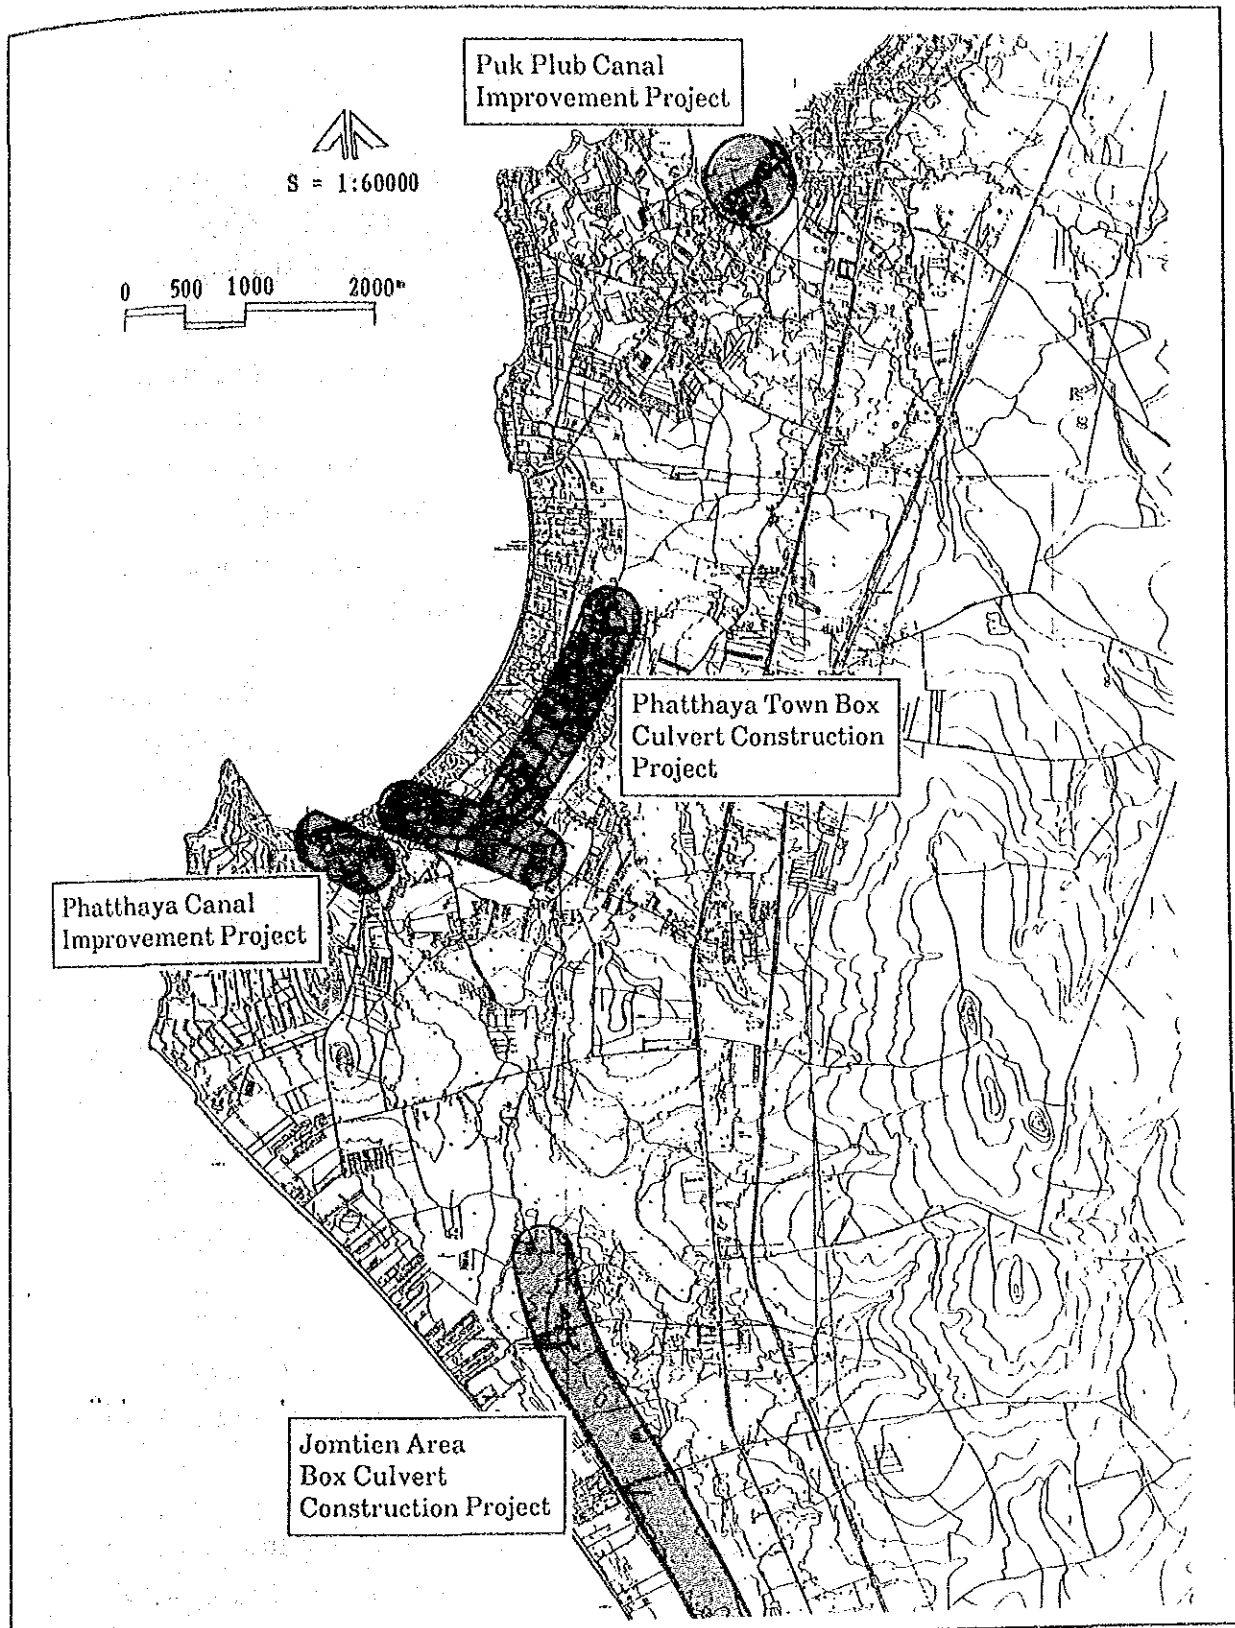 Puk Plub Canal
Improvement Project
S = 1:60000
0 500 1000 2000m
Phatthaya Town Box
Culvert Construction
Project
Phatthaya Canal
Improvement Project
Jomtien Area
Box Culvert
Construction Project